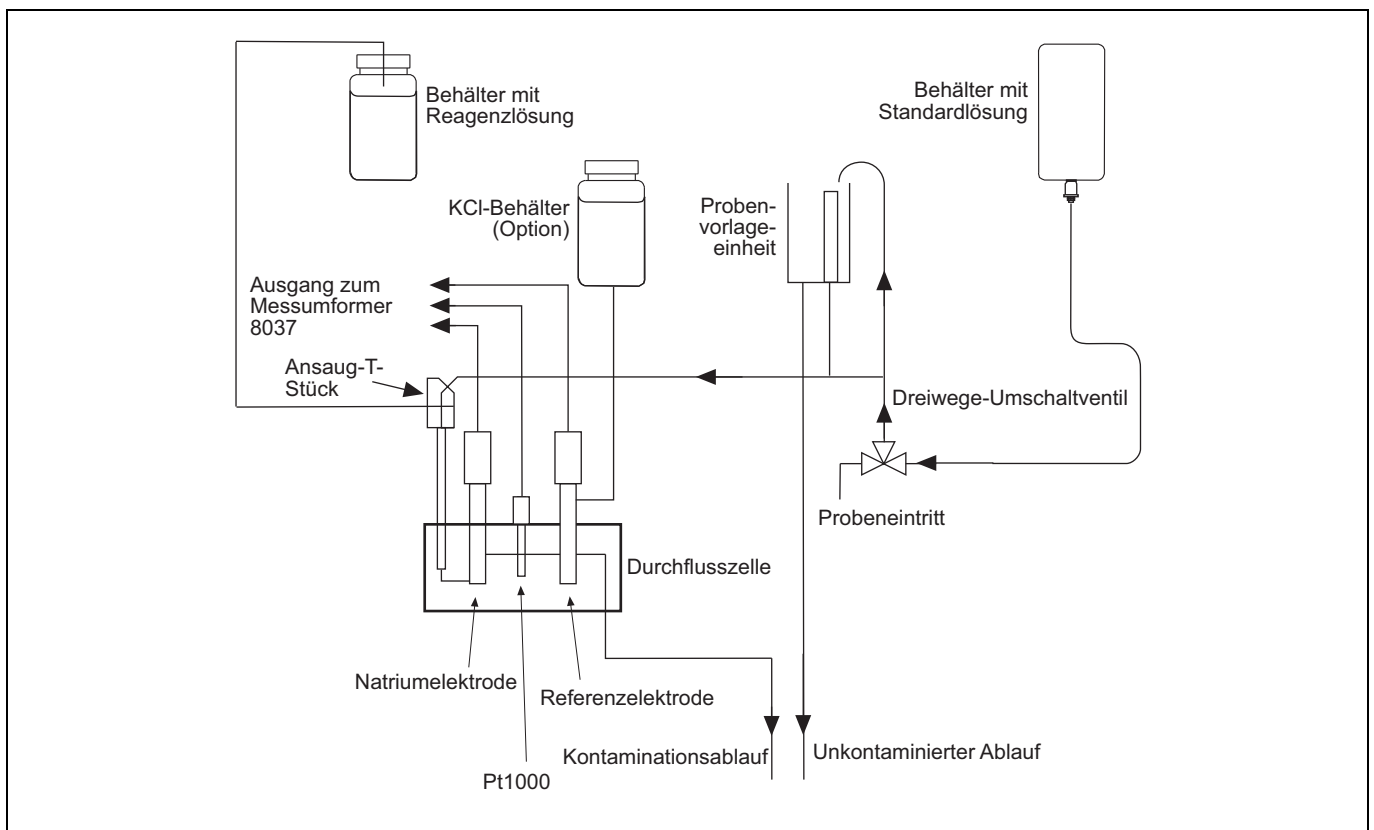 Behälter mit
Reagenzlösung
Behälter mit
Standardlösung
KCl-Behälter
(Option)
Proben-
vorlage-
einheit
Ausgang zum
Messumformer
8037
Ansaug-T-
Stück
Dreiwege-Umschaltventil
Probeneintritt
Durchflusszelle
Natriumelektrode
Referenzelektrode
Kontaminationsablauf
Unkontaminierter Ablauf
Pt1000